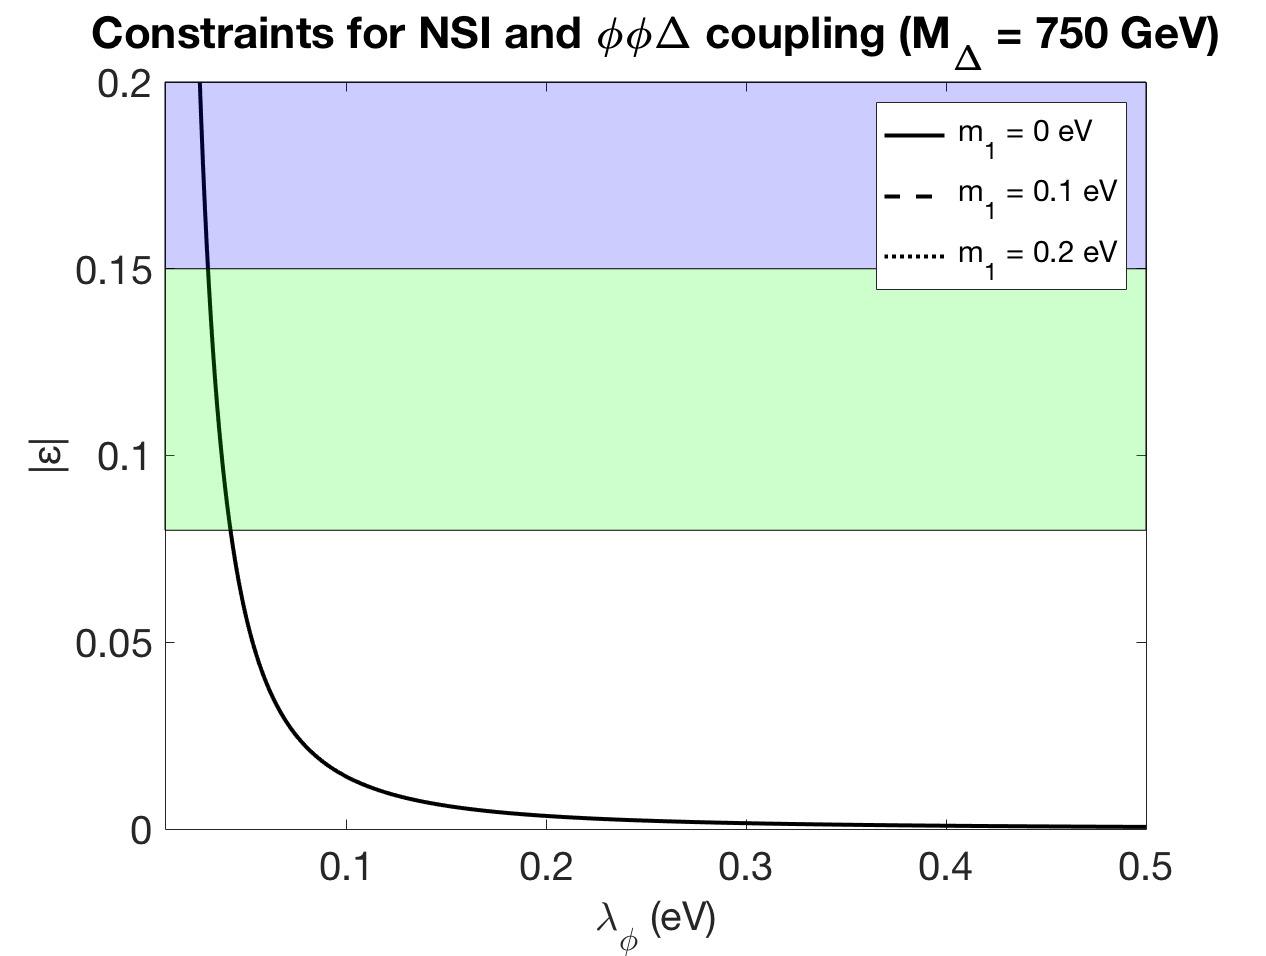 Constraints for NSI and ϕϕΔ coupling (M_Δ = 750 GeV)
0.2
0.15
0.1
0.05
0
|ε|
m_1 = 0 eV
m_1 = 0.1 eV
m_1 = 0.2 eV
0.1 0.2 0.3 0.4 0.5
λ_ϕ (eV)